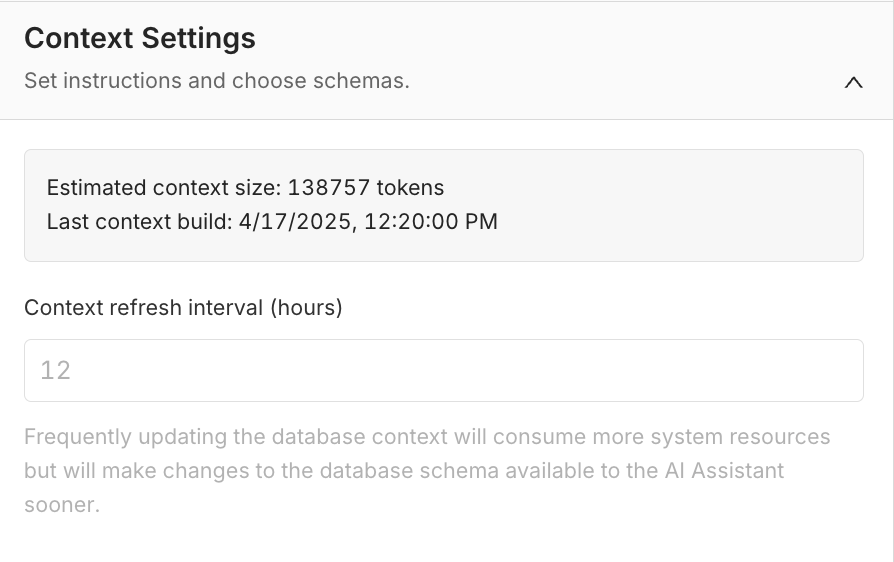 Context Settings
Set instructions and choose schemas.
Estimated context size: 138757 tokens
Last context build: 4/17/2025, 12:20:00 PM
Context refresh interval (hours)
12
Frequently updating the database context will consume more system resources
but will make changes to the database schema available to the AI Assistant
sooner.